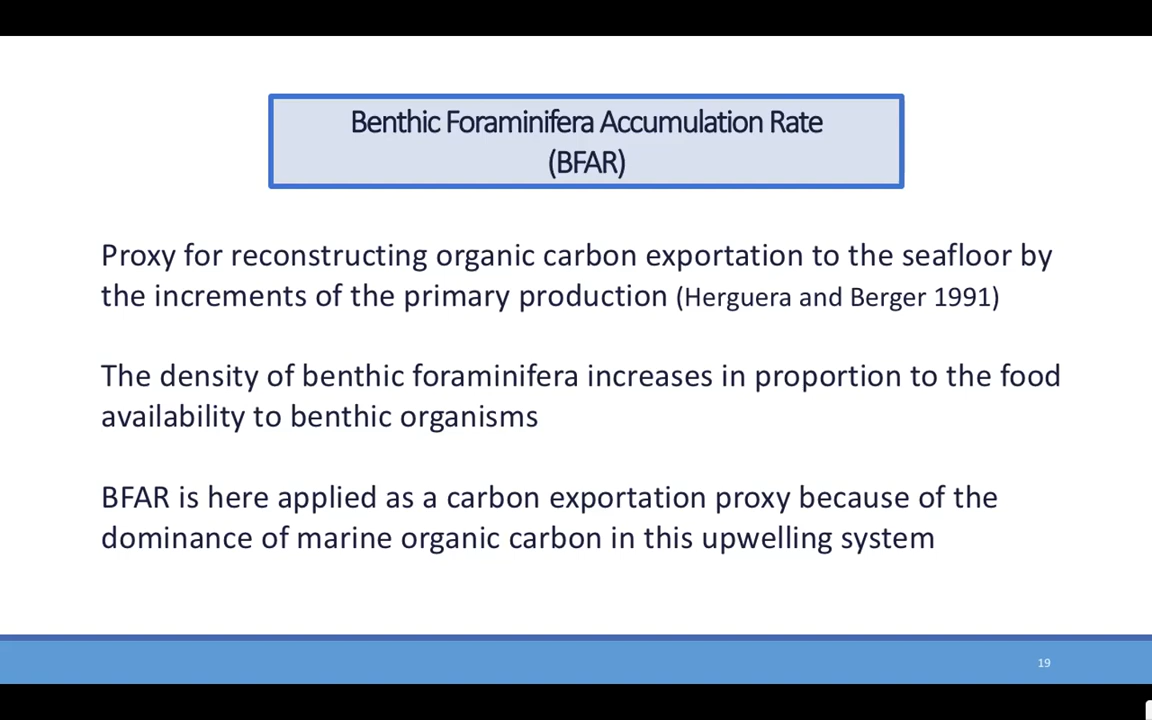 Benthic Foraminifera Accumulation Rate
(BFAR)
Proxy for reconstructing organic carbon exportation to the seafloor by
the increments of the primary production (Herguera and Berger 1991)
The density of benthic foraminifera increases in proportion to the food
availability to benthic organisms
BFAR is here applied as a carbon exportation proxy because of the
dominance of marine organic carbon in this upwelling system
19